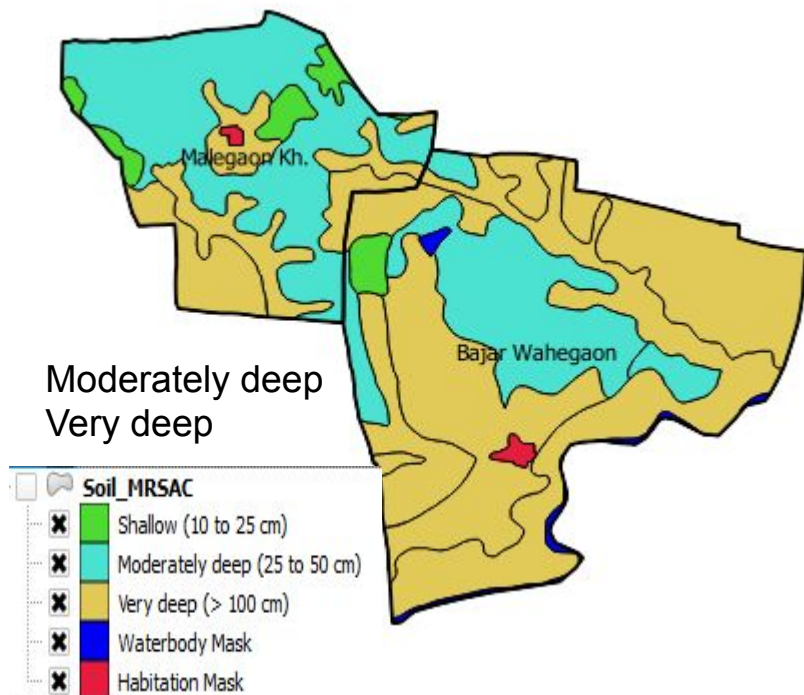 Malegaon Kh.
Bajar Wahegaon
Moderately deep
Very deep
Soil_MRSAC
Shallow (10 to 25 cm)
Moderately deep (25 to 50 cm)
Very deep (> 100 cm)
Waterbody Mask
Habitation Mask